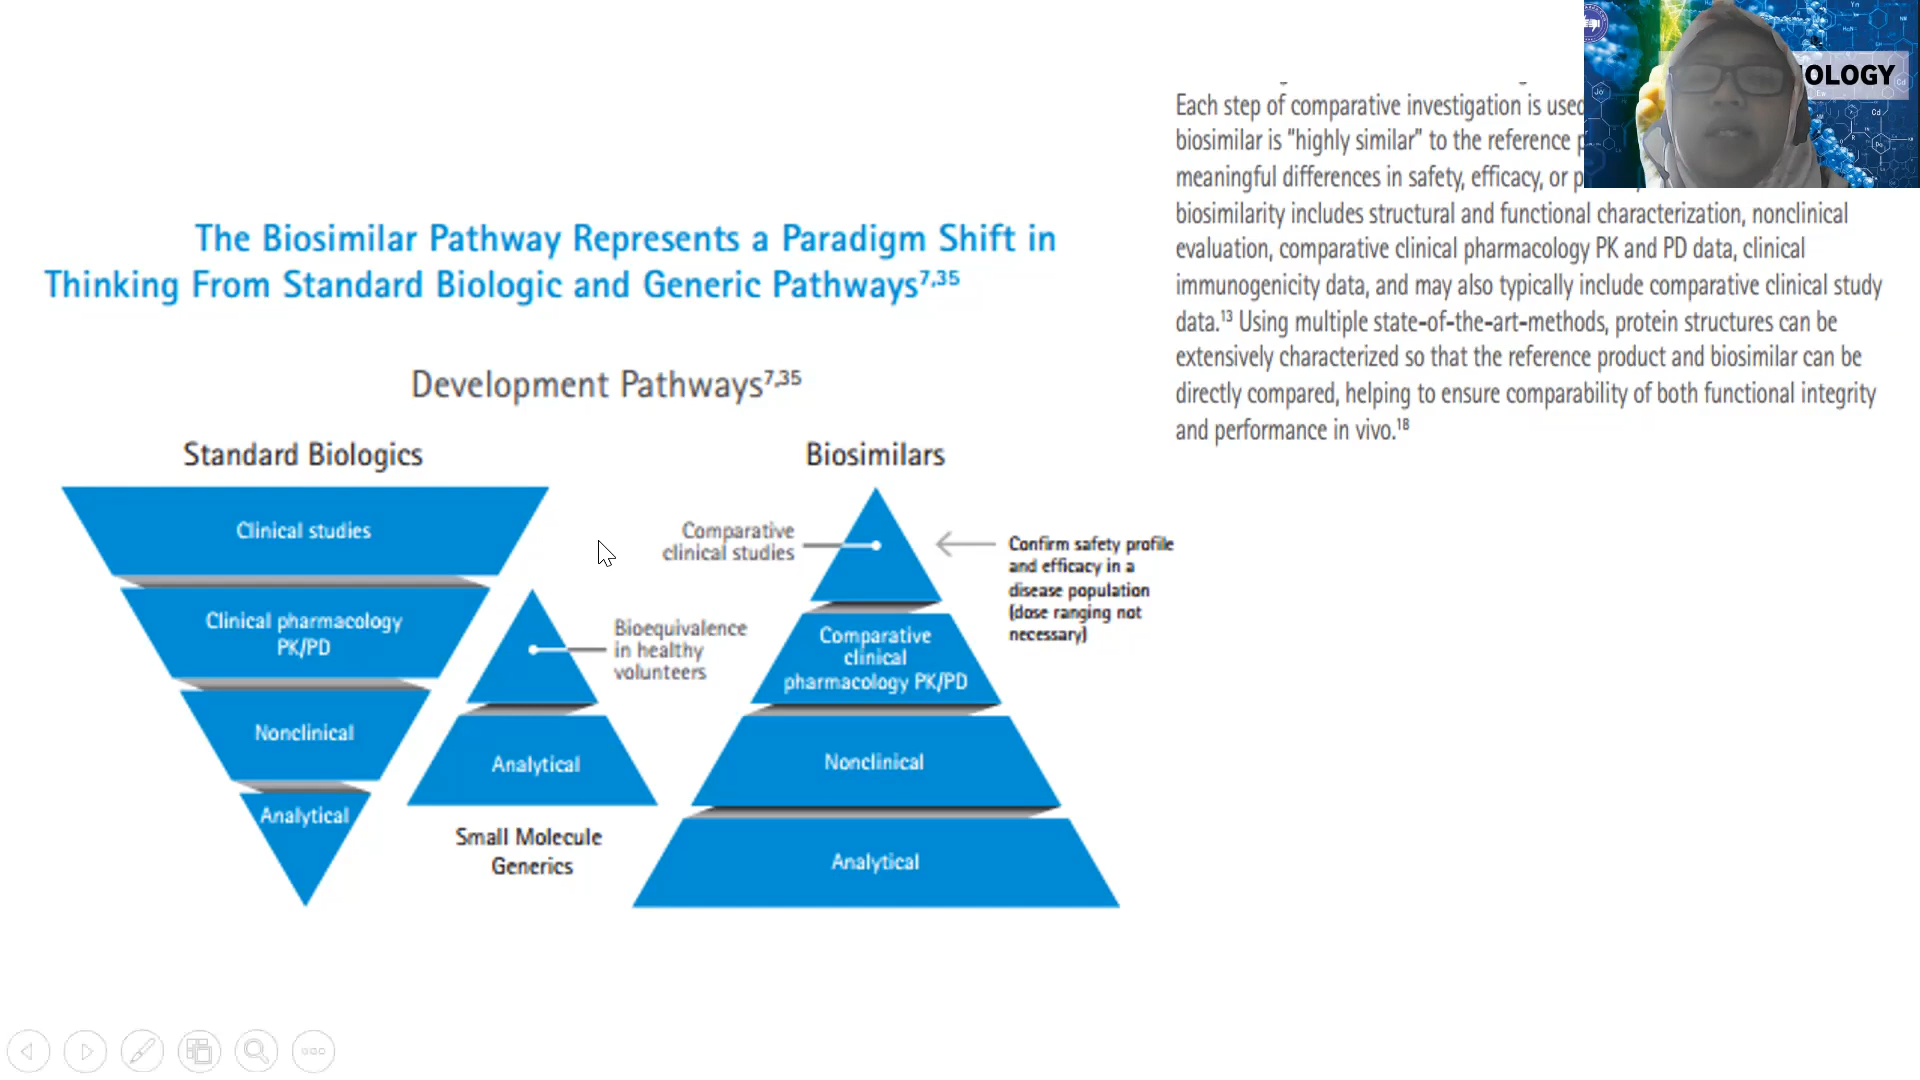 The Biosimilar Pathway Represents a Paradigm Shift in
Thinking From Standard Biologic and Generic Pathways7,35
Development Pathways7,35
Standard Biologics
Clinical studies
Clinical pharmacology
PK/PD
Nonclinical
Analytical
Bioequivalence
in healthy
volunteers
Analytical
Small Molecule
Generics
Biosimilars
Comparative
clinical studies
Confirm safety profile
and efficacy in a
disease population
(dose ranging not
necessary)
Comparative
clinical
pharmacology PK/PD
Nonclinical
Analytical
Each step of comparative investigation is used
biosimilar is “highly similar” to the reference
meaningful differences in safety, efficacy, or
biosimilarity includes structural and functional characterization, nonclinical
evaluation, comparative clinical pharmacology PK and PD data, clinical
immunogenicity data, and may also typically include comparative clinical study
data.13 Using multiple state-of-the-art-methods, protein structures can be
extensively characterized so that the reference product and biosimilar can be
directly compared, helping to ensure comparability of both functional integrity
and performance in vivo.18
OLOGY